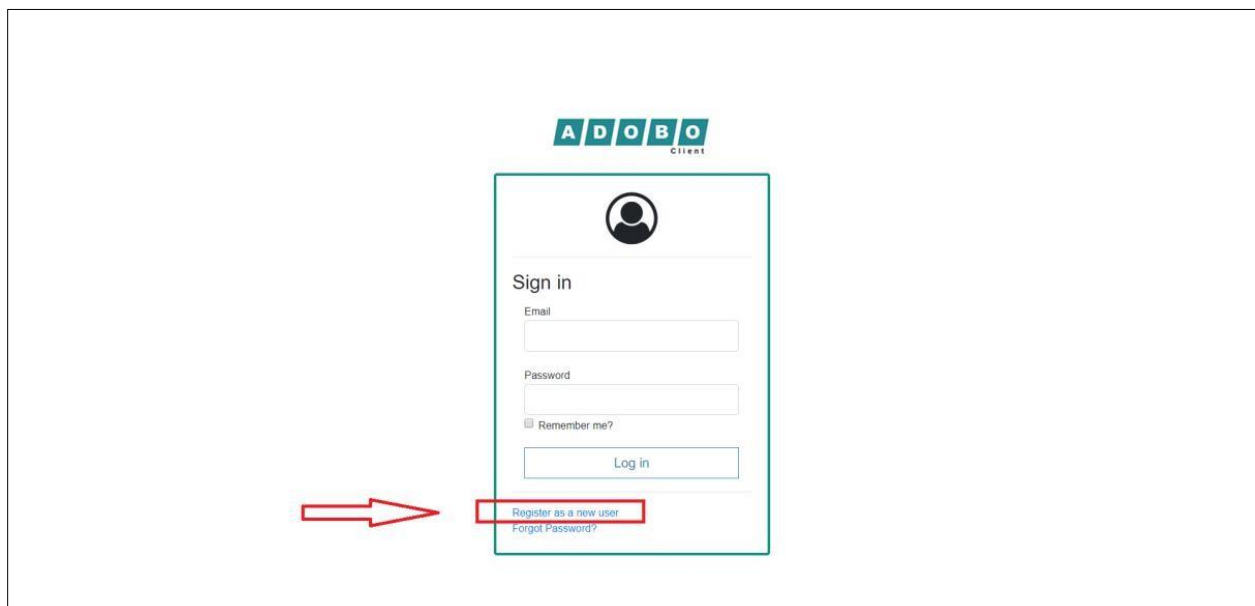 ADOBO
Client
Sign in
Email
Password
Remember me?
Log in
Register as a new user
Forgot Password?